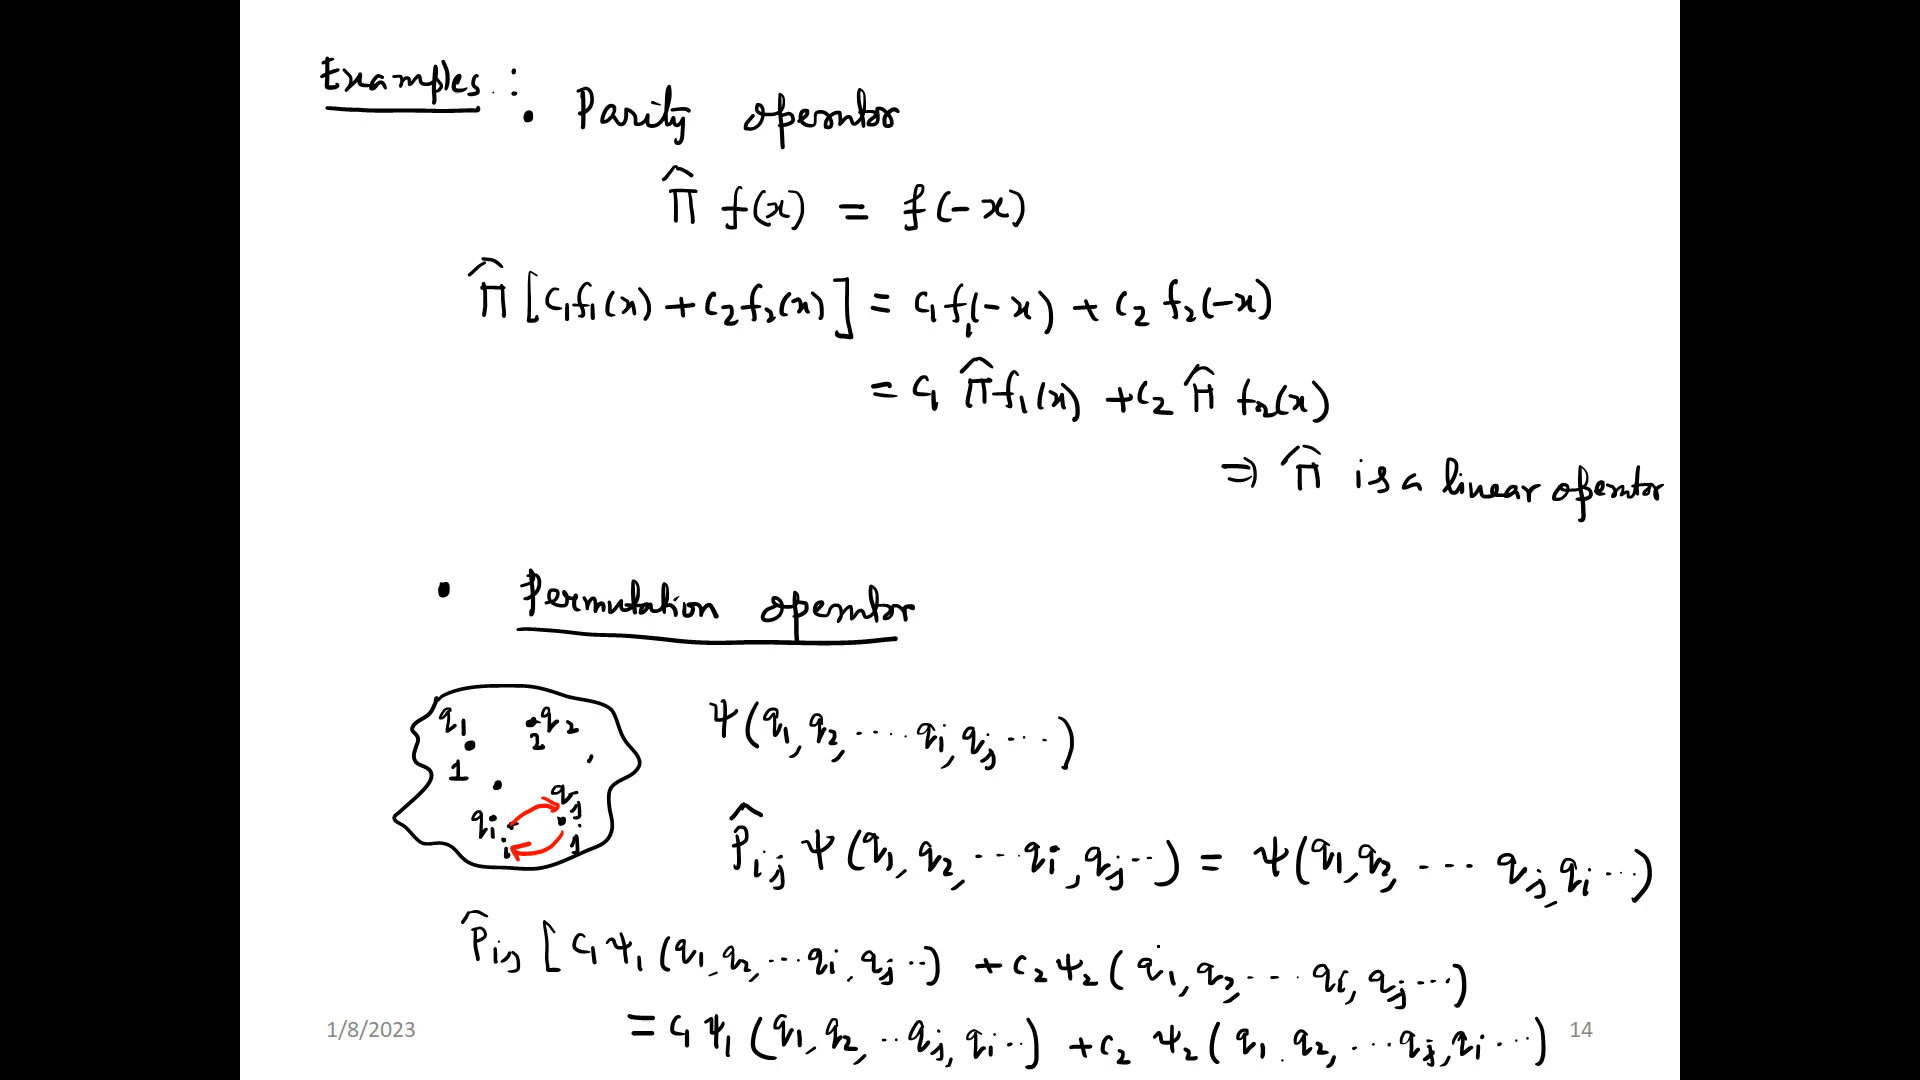 Examples :
• Parity operator
Π̂ f(x) = f(-x)
Π̂ [c₁f₁(x) + c₂f₂(x)] = c₁f₁(-x) + c₂ f₂(-x)
= c₁ Π̂f₁(x) + c₂ Π̂ f₂(x)
⇒ Π̂ is a linear operator
• Permutation operator
q₁ q₂
2
1
qⱼ
qᵢ
i j
Ψ(q₁, q₂, ..... qᵢ, qⱼ ....)
P̂ᵢⱼ Ψ(q₁, q₂, ... qᵢ, qⱼ ...) = Ψ(q₁, q₂, ... qⱼ, qᵢ ...)
P̂ᵢⱼ [c₁Ψ₁(q₁, q₂, ... qᵢ, qⱼ ..) + c₂Ψ₂(q₁, q₂, ... qᵢ, qⱼ ...)
= c₁Ψ₁(q₁, q₂, .. qⱼ, qᵢ ..) + c₂ Ψ₂(q₁, q₂, ... qⱼ, qᵢ ...)
1/8/2023
14